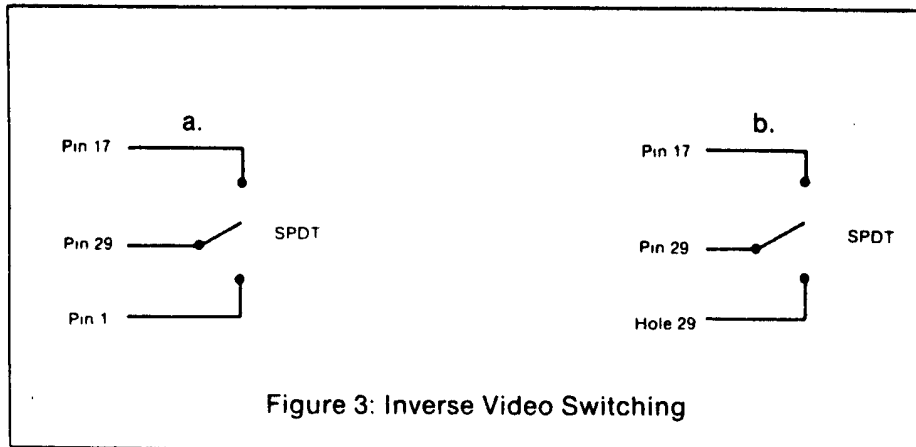 a.
Pin 17
Pin 29
SPDT
Pin 1
b.
Pin 17
Pin 29
SPDT
Hole 29
Figure 3: Inverse Video Switching